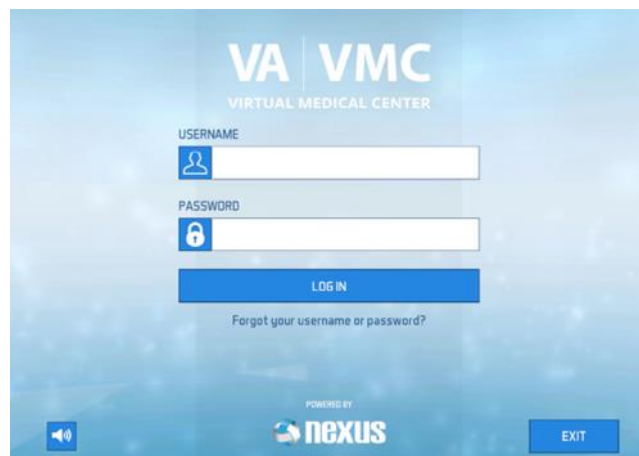 VA | VMC
VIRTUAL MEDICAL CENTER
USERNAME
PASSWORD
LOG IN
Forgot your username or password?
POWERED BY
nexus
EXIT